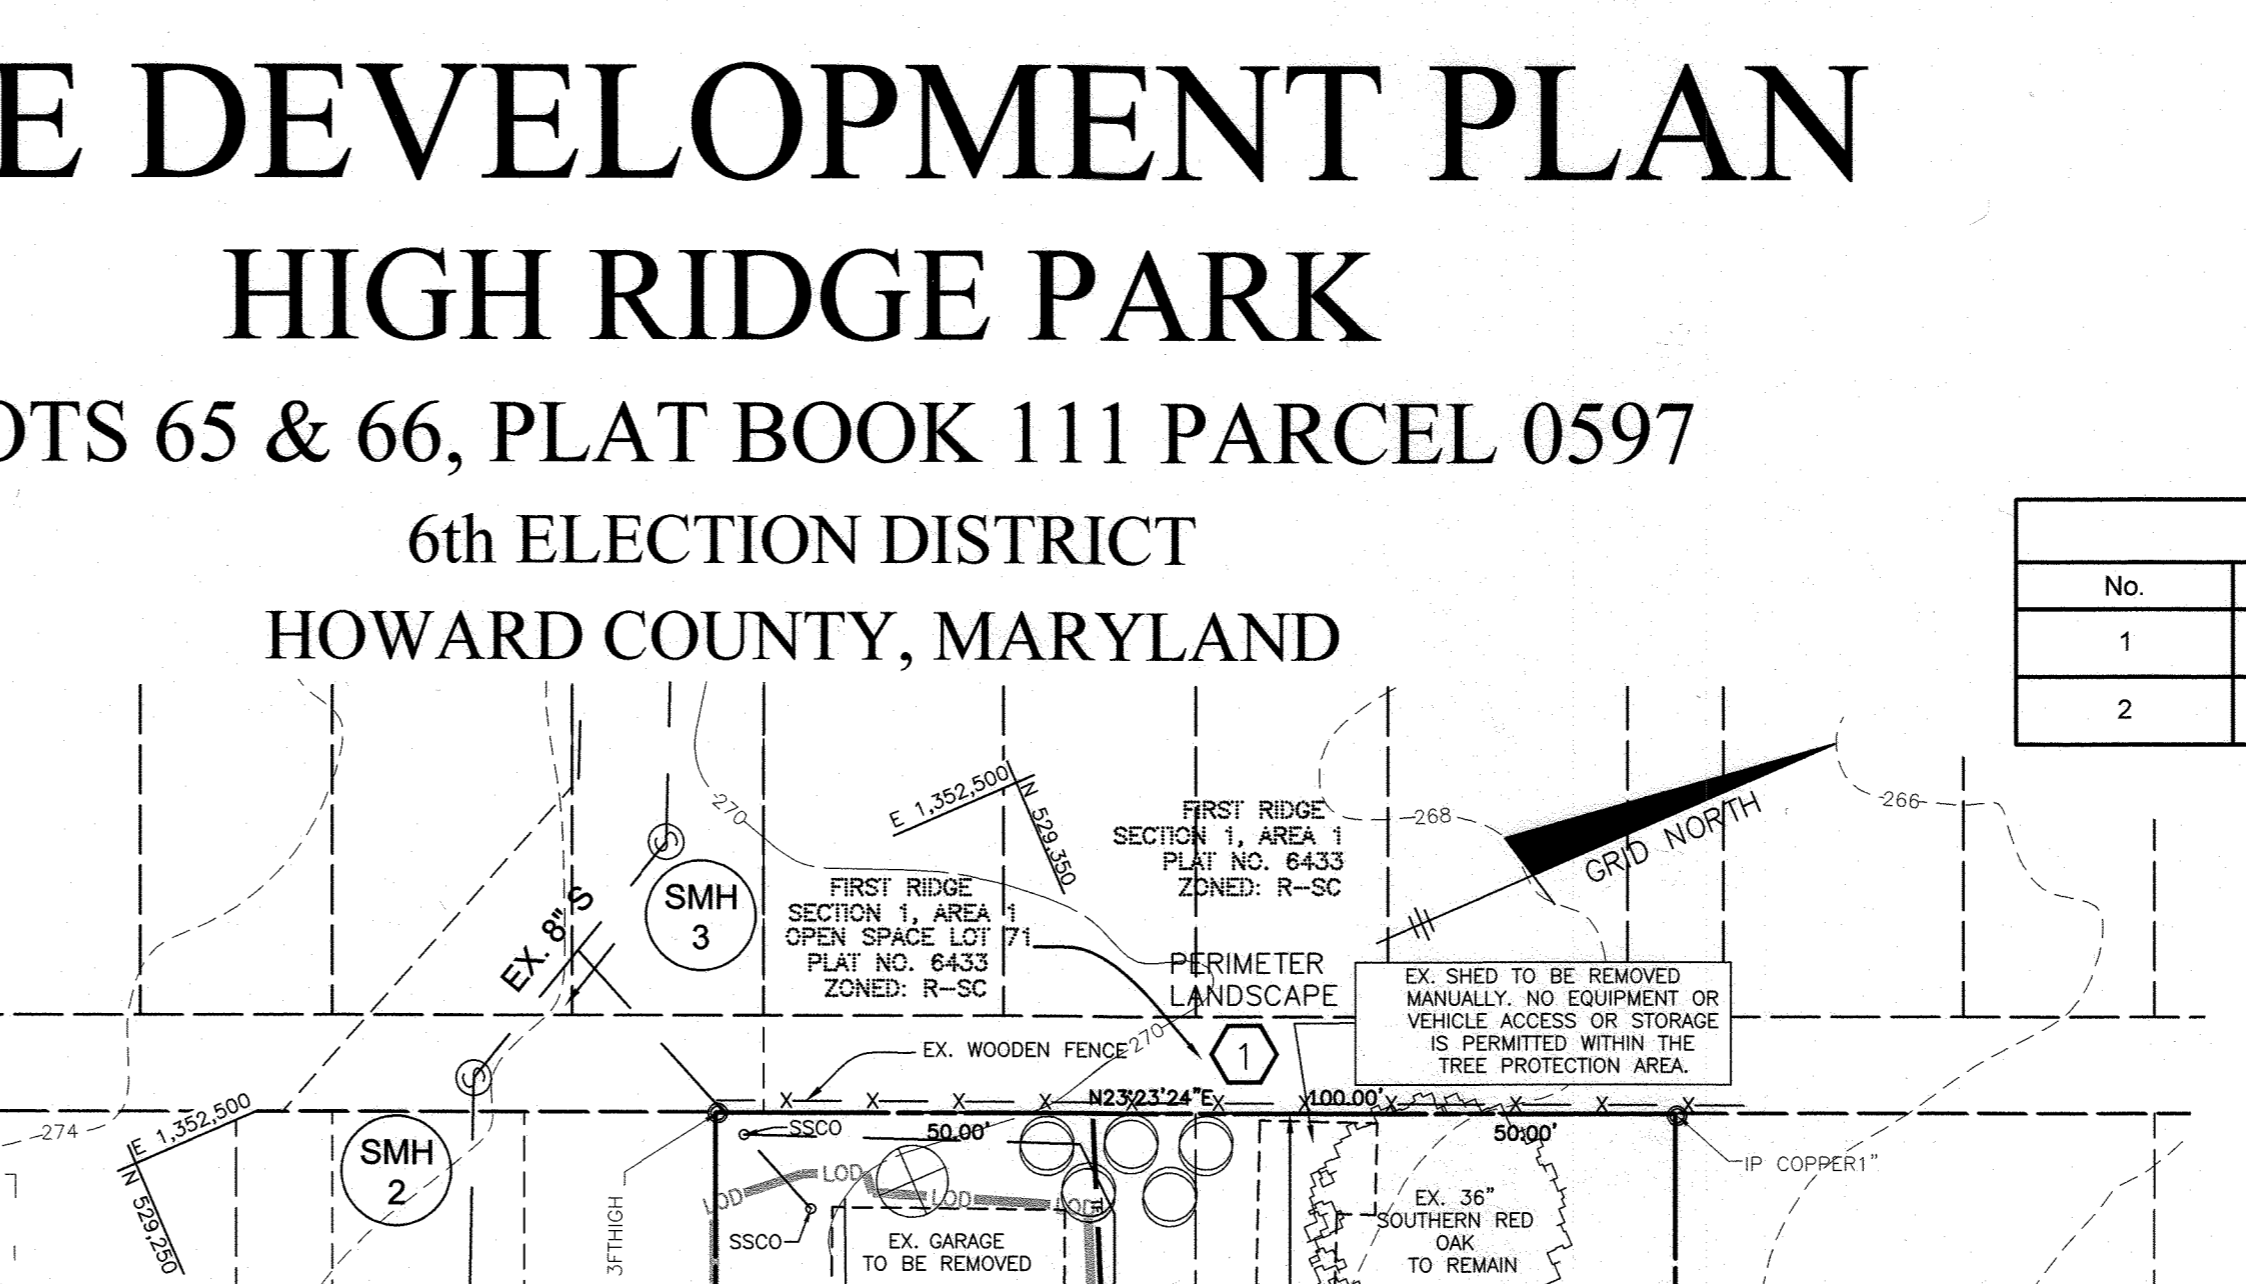 E DEVELOPMENT PLAN
HIGH RIDGE PARK
OTS 65 & 66, PLAT BOOK 111 PARCEL 0597
6th ELECTION DISTRICT
HOWARD COUNTY, MARYLAND
No.
1
2
E 1,352,500
N 529,350
270
FIRST RIDGE
SECTION 1, AREA 1
PLAT NO. 6433
ZONED: R-SC
268
266
GRID NORTH
S
SMH
3
EX. 8" S
FIRST RIDGE
SECTION 1, AREA 1
OPEN SPACE LOT 71
PLAT NO. 6433
ZONED: R-SC
PERIMETER
LANDSCAPE
1
EX. SHED TO BE REMOVED
MANUALLY. NO EQUIPMENT OR
VEHICLE ACCESS OR STORAGE
IS PERMITTED WITHIN THE
TREE PROTECTION AREA.
EX. WOODEN FENCE
270
S
N23°23'24"E
100.00'
X X X X X X X X X X X
274
E 1,352,500
N 529,250
SMH
2
SSCO
50.00'
50.00'
IP COPPER1"
LOD LOD LOD LOD
TF
3FTHIGH
SSCO
EX. GARAGE
TO BE REMOVED
EX. 36"
SOUTHERN RED
OAK
TO REMAIN